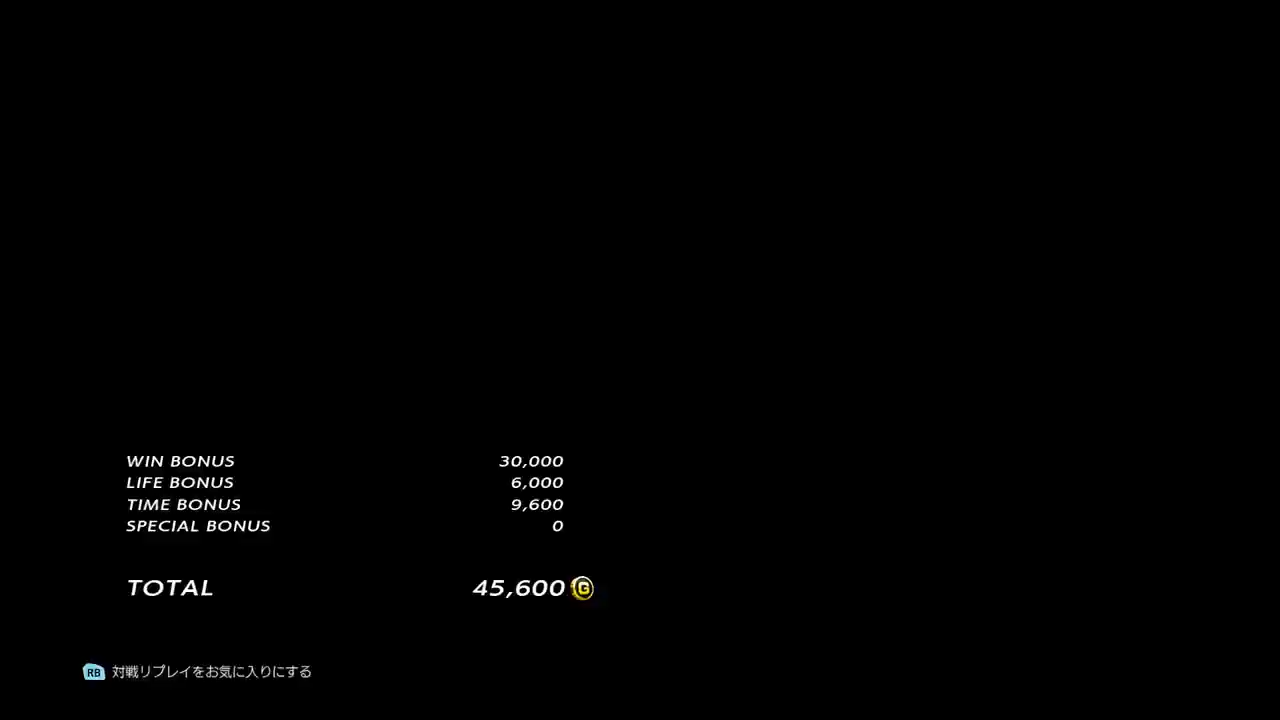 WIN BONUS 30,000
LIFE BONUS 6,000
TIME BONUS 9,600
SPECIAL BONUS 0
TOTAL 45,600 G
RB 対戦リプレイをお気に入りにする